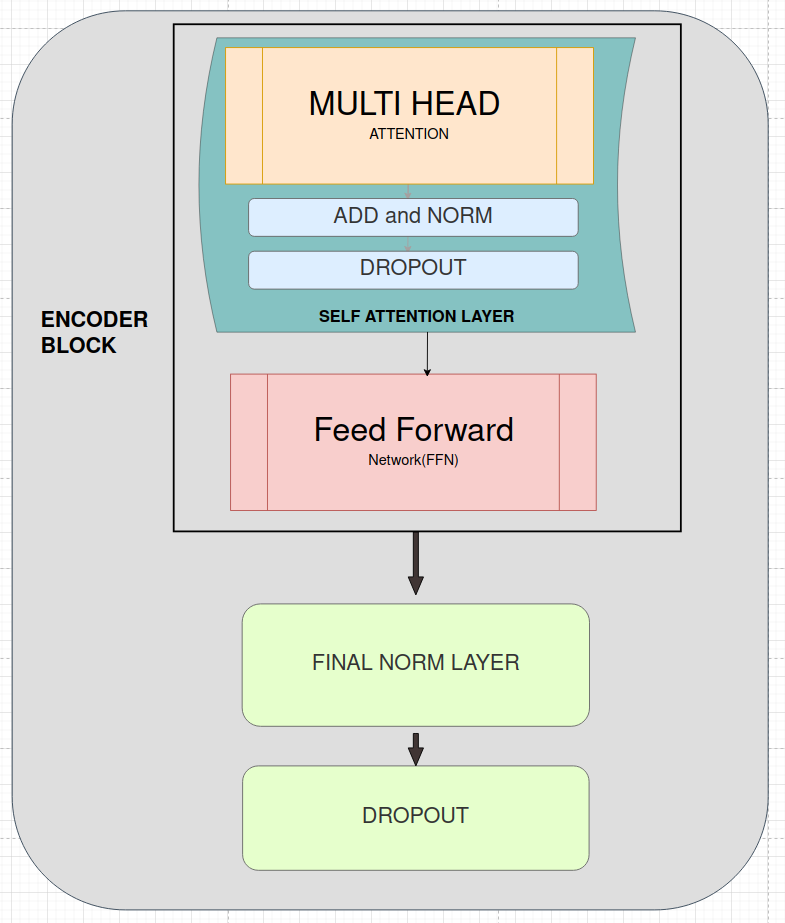 MULTI HEAD
ATTENTION
ADD and NORM
DROPOUT
SELF ATTENTION LAYER
ENCODER
BLOCK
Feed Forward
Network(FFN)
FINAL NORM LAYER
DROPOUT